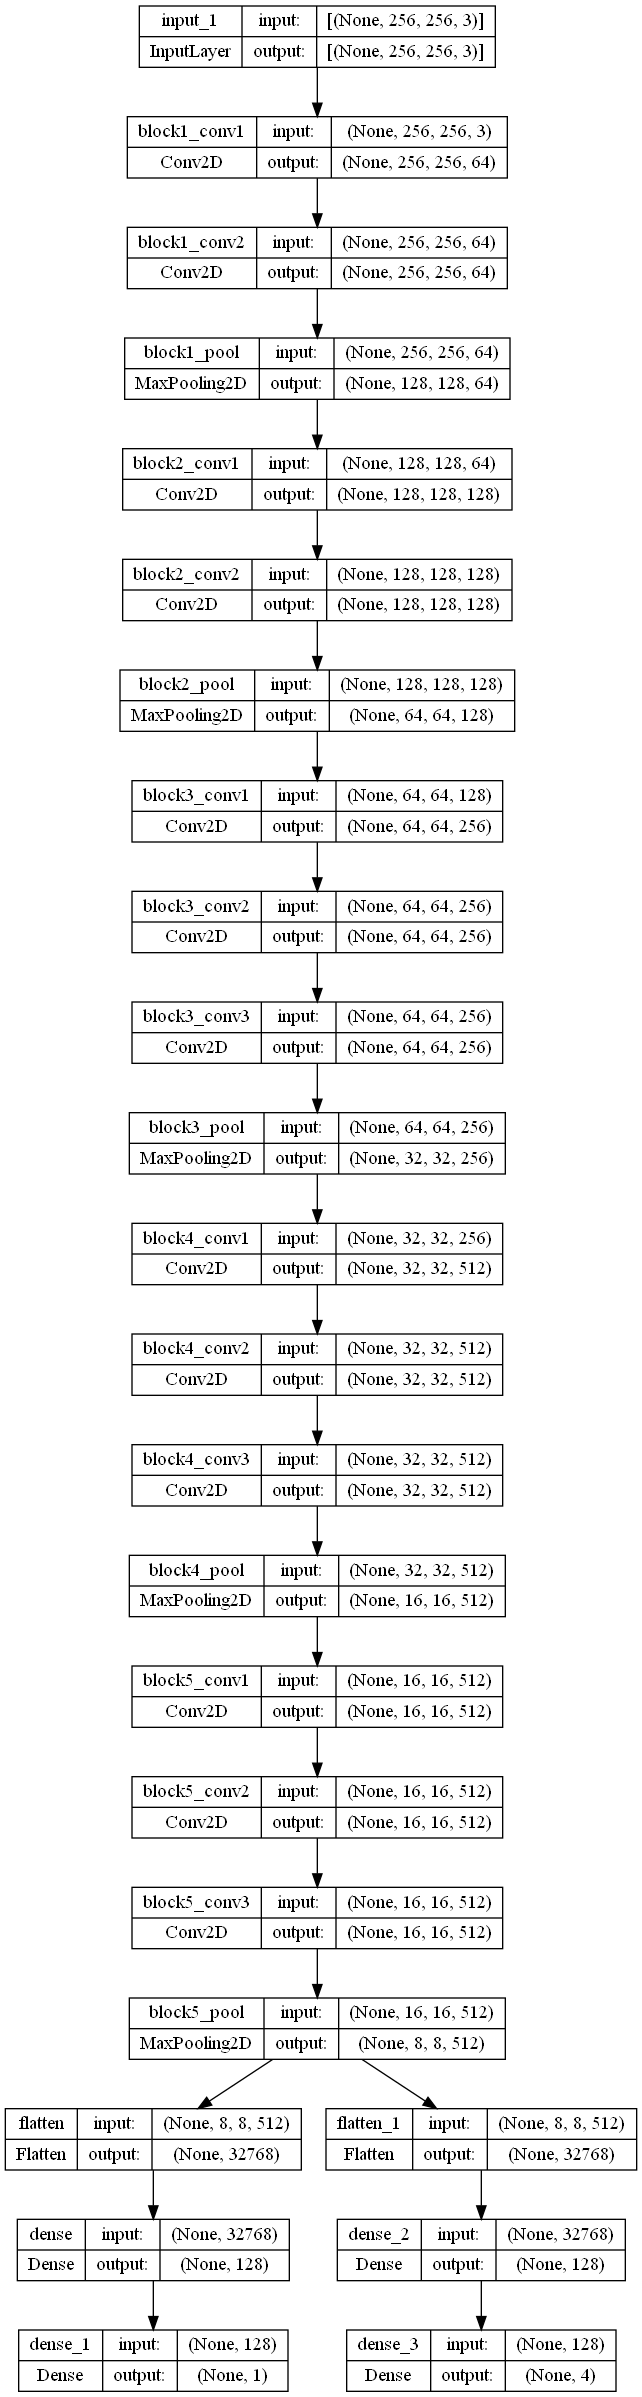 input_1 input: [(None, 256, 256, 3)]
InputLayer output: [(None, 256, 256, 3)]
block1_conv1 input: (None, 256, 256, 3)
Conv2D output: (None, 256, 256, 64)
block1_conv2 input: (None, 256, 256, 64)
Conv2D output: (None, 256, 256, 64)
block1_pool input: (None, 256, 256, 64)
MaxPooling2D output: (None, 128, 128, 64)
block2_conv1 input: (None, 128, 128, 64)
Conv2D output: (None, 128, 128, 128)
block2_conv2 input: (None, 128, 128, 128)
Conv2D output: (None, 128, 128, 128)
block2_pool input: (None, 128, 128, 128)
MaxPooling2D output: (None, 64, 64, 128)
block3_conv1 input: (None, 64, 64, 128)
Conv2D output: (None, 64, 64, 256)
block3_conv2 input: (None, 64, 64, 256)
Conv2D output: (None, 64, 64, 256)
block3_conv3 input: (None, 64, 64, 256)
Conv2D output: (None, 64, 64, 256)
block3_pool input: (None, 64, 64, 256)
MaxPooling2D output: (None, 32, 32, 256)
block4_conv1 input: (None, 32, 32, 256)
Conv2D output: (None, 32, 32, 512)
block4_conv2 input: (None, 32, 32, 512)
Conv2D output: (None, 32, 32, 512)
block4_conv3 input: (None, 32, 32, 512)
Conv2D output: (None, 32, 32, 512)
block4_pool input: (None, 32, 32, 512)
MaxPooling2D output: (None, 16, 16, 512)
block5_conv1 input: (None, 16, 16, 512)
Conv2D output: (None, 16, 16, 512)
block5_conv2 input: (None, 16, 16, 512)
Conv2D output: (None, 16, 16, 512)
block5_conv3 input: (None, 16, 16, 512)
Conv2D output: (None, 16, 16, 512)
block5_pool input: (None, 16, 16, 512)
MaxPooling2D output: (None, 8, 8, 512)
flatten input: (None, 8, 8, 512)
Flatten output: (None, 32768)
flatten_1 input: (None, 8, 8, 512)
Flatten output: (None, 32768)
dense input: (None, 32768)
Dense output: (None, 128)
dense_2 input: (None, 32768)
Dense output: (None, 128)
dense_1 input: (None, 128)
Dense output: (None, 1)
dense_3 input: (None, 128)
Dense output: (None, 4)